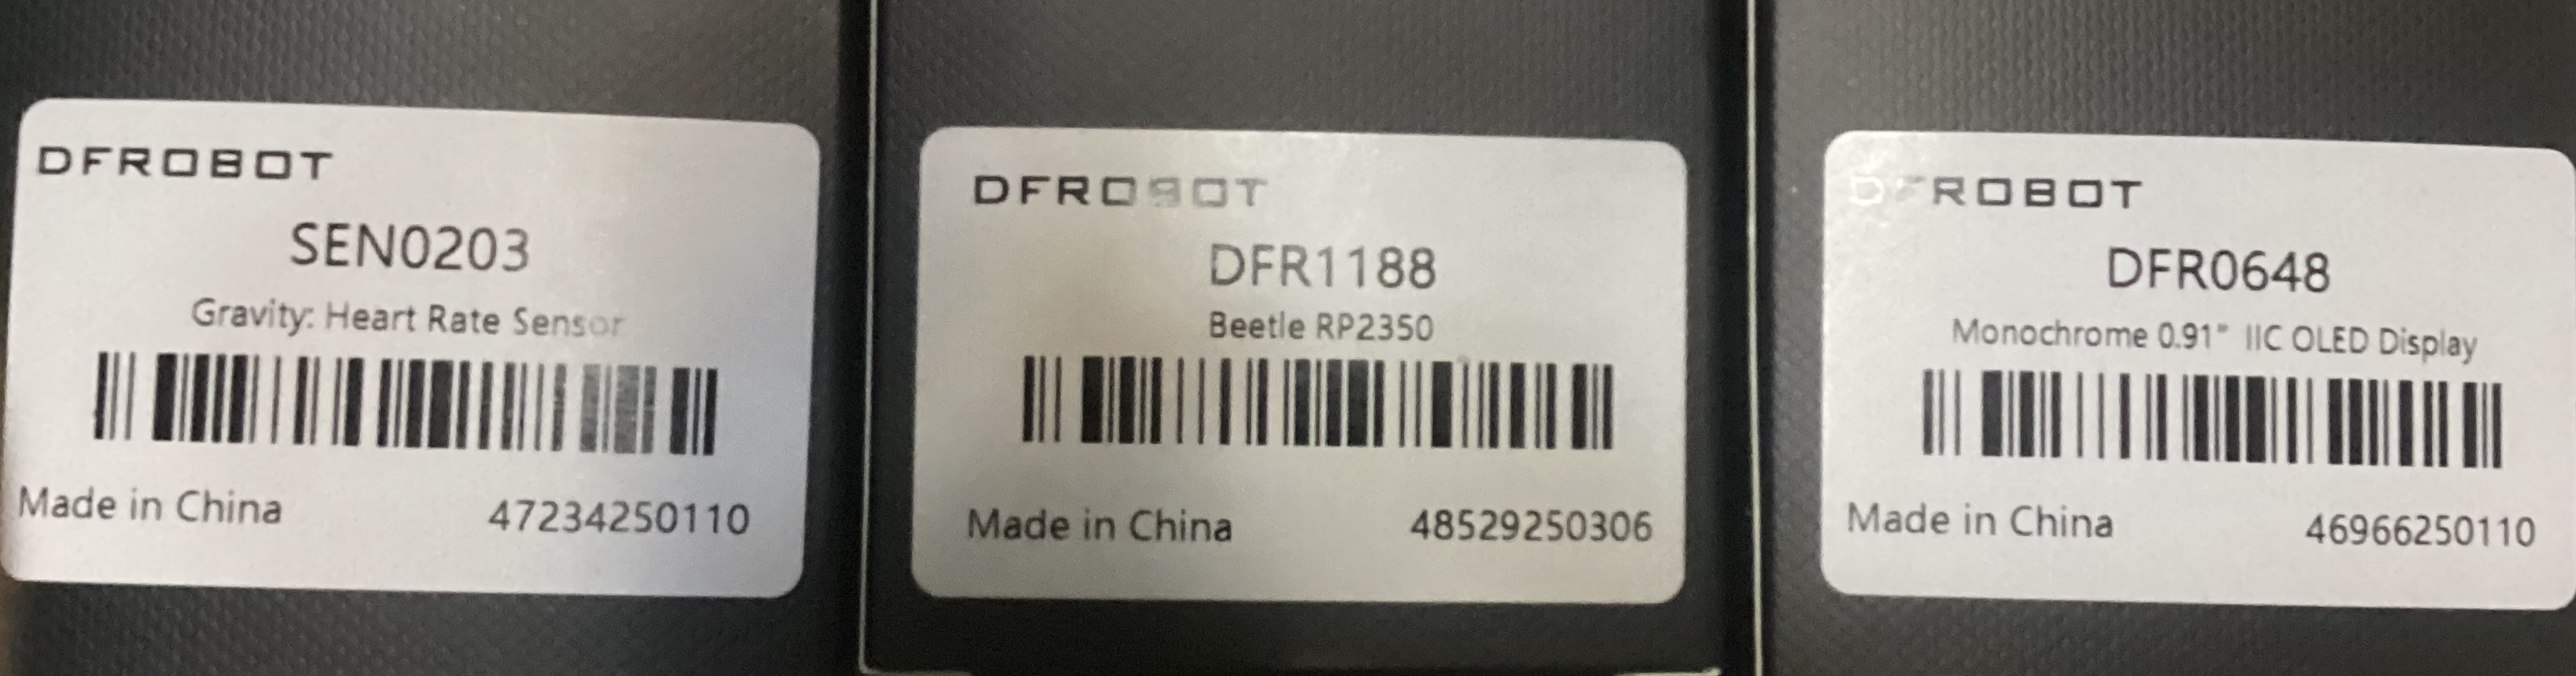 DFROBOT
SEN0203
Gravity: Heart Rate Sensor
Made in China 47234250110
DFROBOT
DFR1188
Beetle RP2350
Made in China 48529250306
DFROBOT
DFR0648
Monochrome 0.91" IIC OLED Display
Made in China 46966250110